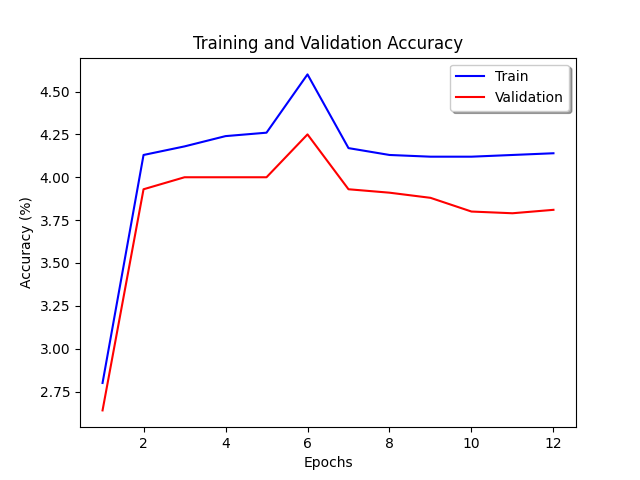 Training and Validation Accuracy
Train
Validation
4.50
4.25
4.00
3.75
3.50
3.25
3.00
2.75
Accuracy (%)
2 4 6 8 10 12
Epochs